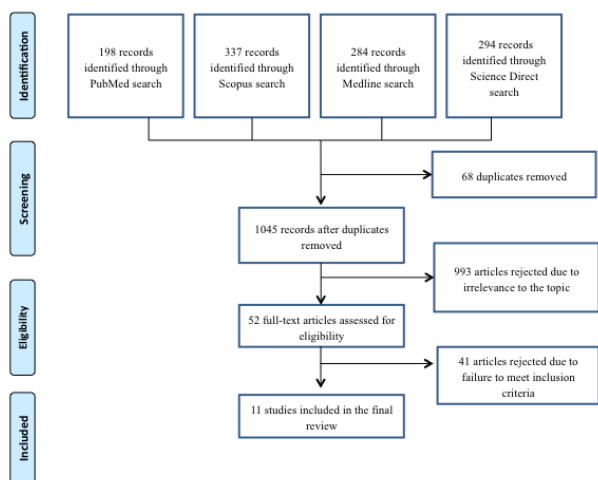 Identification
198 records
identified through
PubMed search
337 records
identified through
Scopus search
284 records
identified through
Medline search
294 records
identified through
Science Direct
search
Screening
68 duplicates removed
1045 records after duplicates
removed
993 articles rejected due to
irrelevance to the topic
Eligibility
52 full-text articles assessed for
eligibility
41 articles rejected due to
failure to meet inclusion
criteria
Included
11 studies included in the final
review